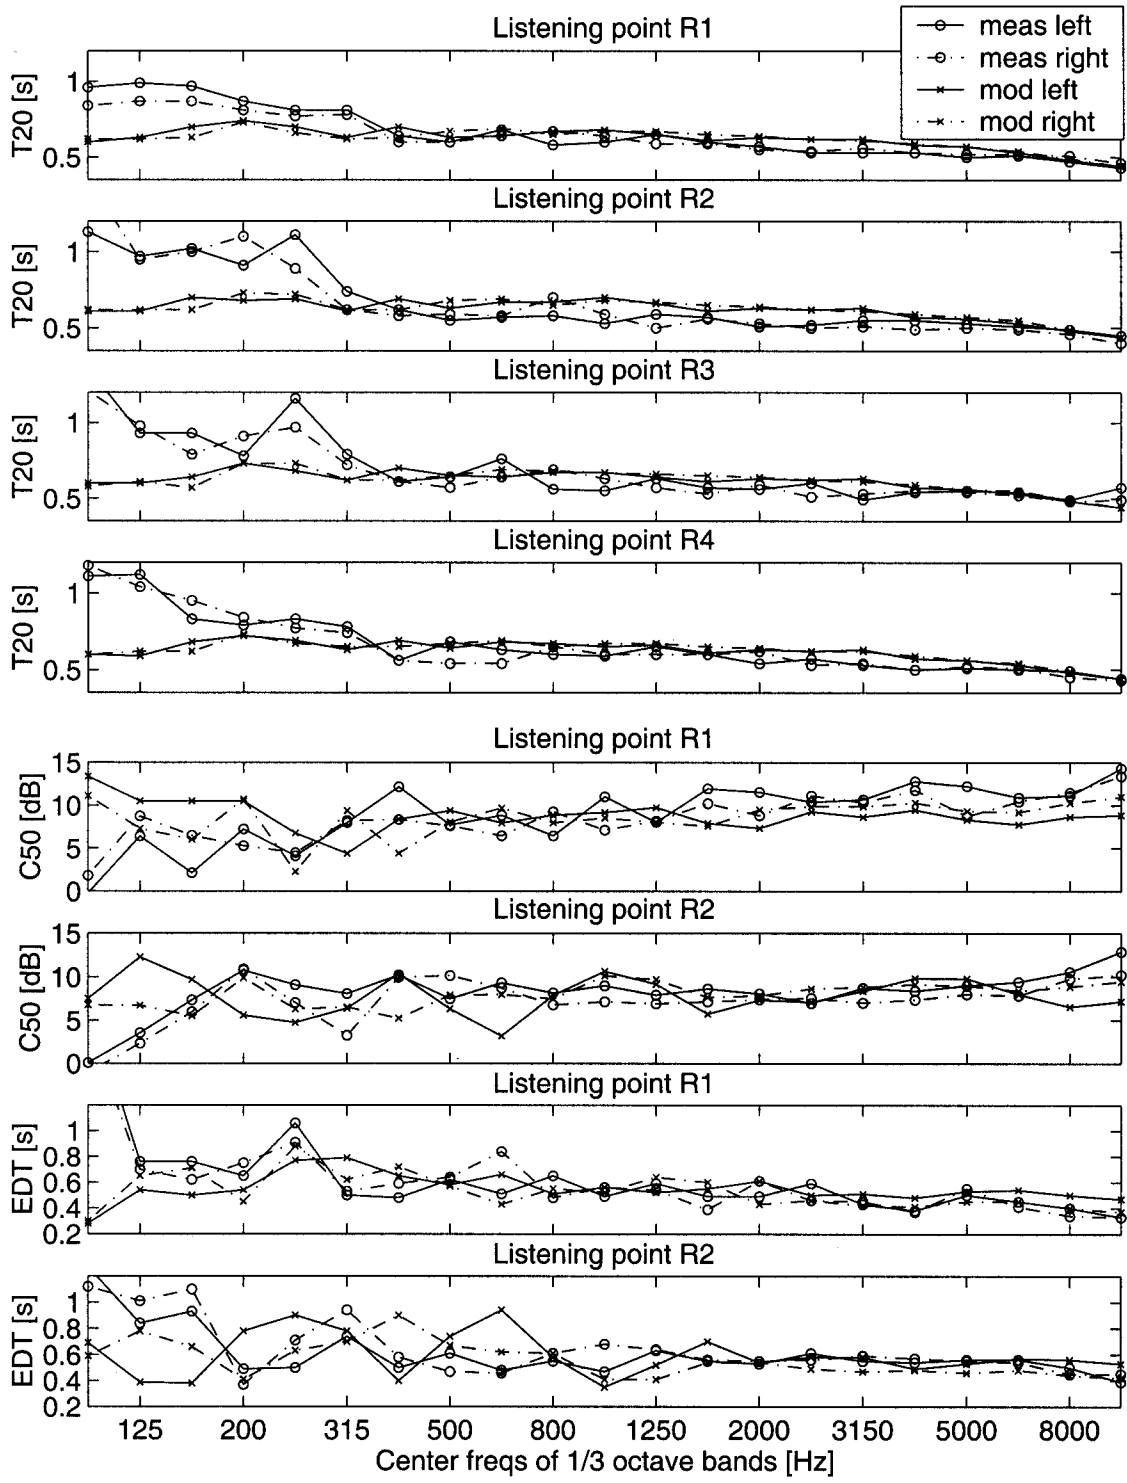 Listening point R1
meas left
meas right
mod left
mod right
T20 [s]
1
0.5
Listening point R2
T20 [s]
1
0.5
Listening point R3
T20 [s]
1
0.5
Listening point R4
T20 [s]
1
0.5
Listening point R1
C50 [dB]
15
10
5
0
Listening point R2
C50 [dB]
15
10
5
0
Listening point R1
EDT [s]
1
0.8
0.6
0.4
0.2
Listening point R2
EDT [s]
1
0.8
0.6
0.4
0.2
125 200 315 500 800 1250 2000 3150 5000 8000
Center freqs of 1/3 octave bands [Hz]